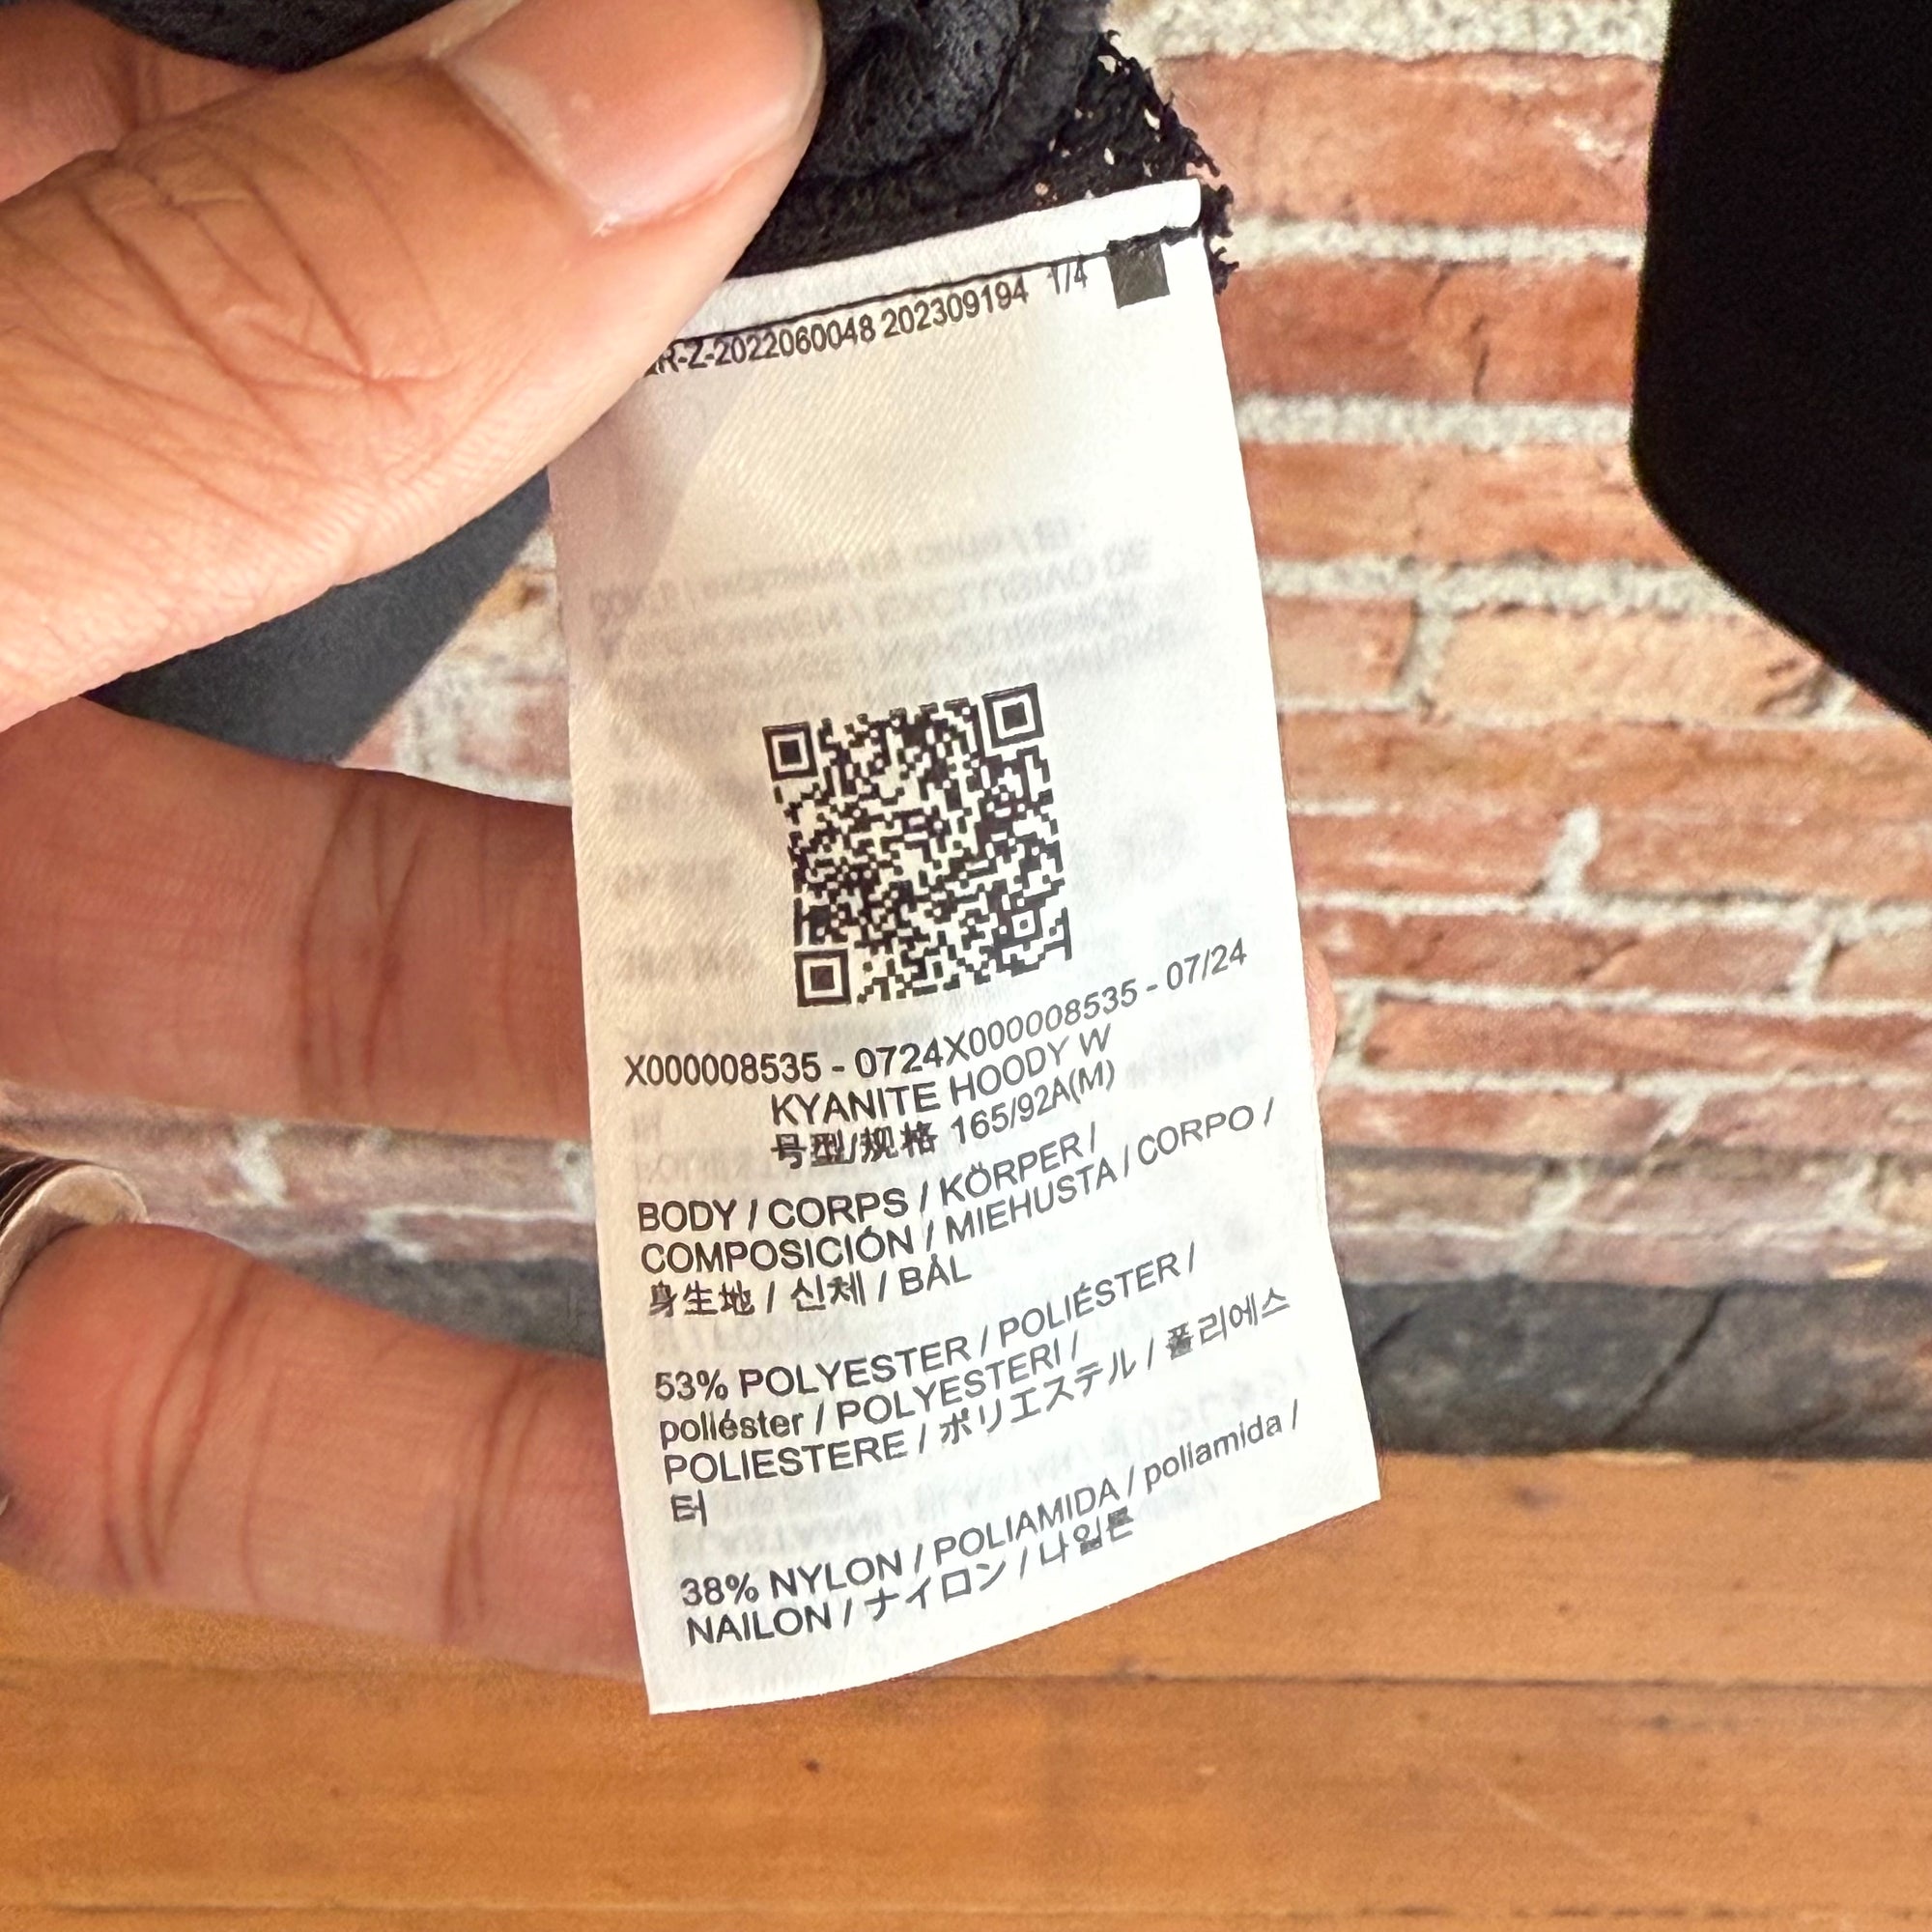 R-Z-2022060048 202309194 1/4
X000008535 - 0724X000008535 - 07/24
KYANITE HOODY W
号型/规格 165/92A(M)
BODY / CORPS / KÖRPER /
COMPOSICIÓN / MIEHUSTA / CORPO /
身生地 / 신체 / BÅL
53% POLYESTER / POLIÉSTER /
poliéster / POLYESTERI /
POLIESTERE / ポリエステル / 폴리에스
터
38% NYLON / POLIAMIDA / poliamida /
NAILON / ナイロン / 나일론